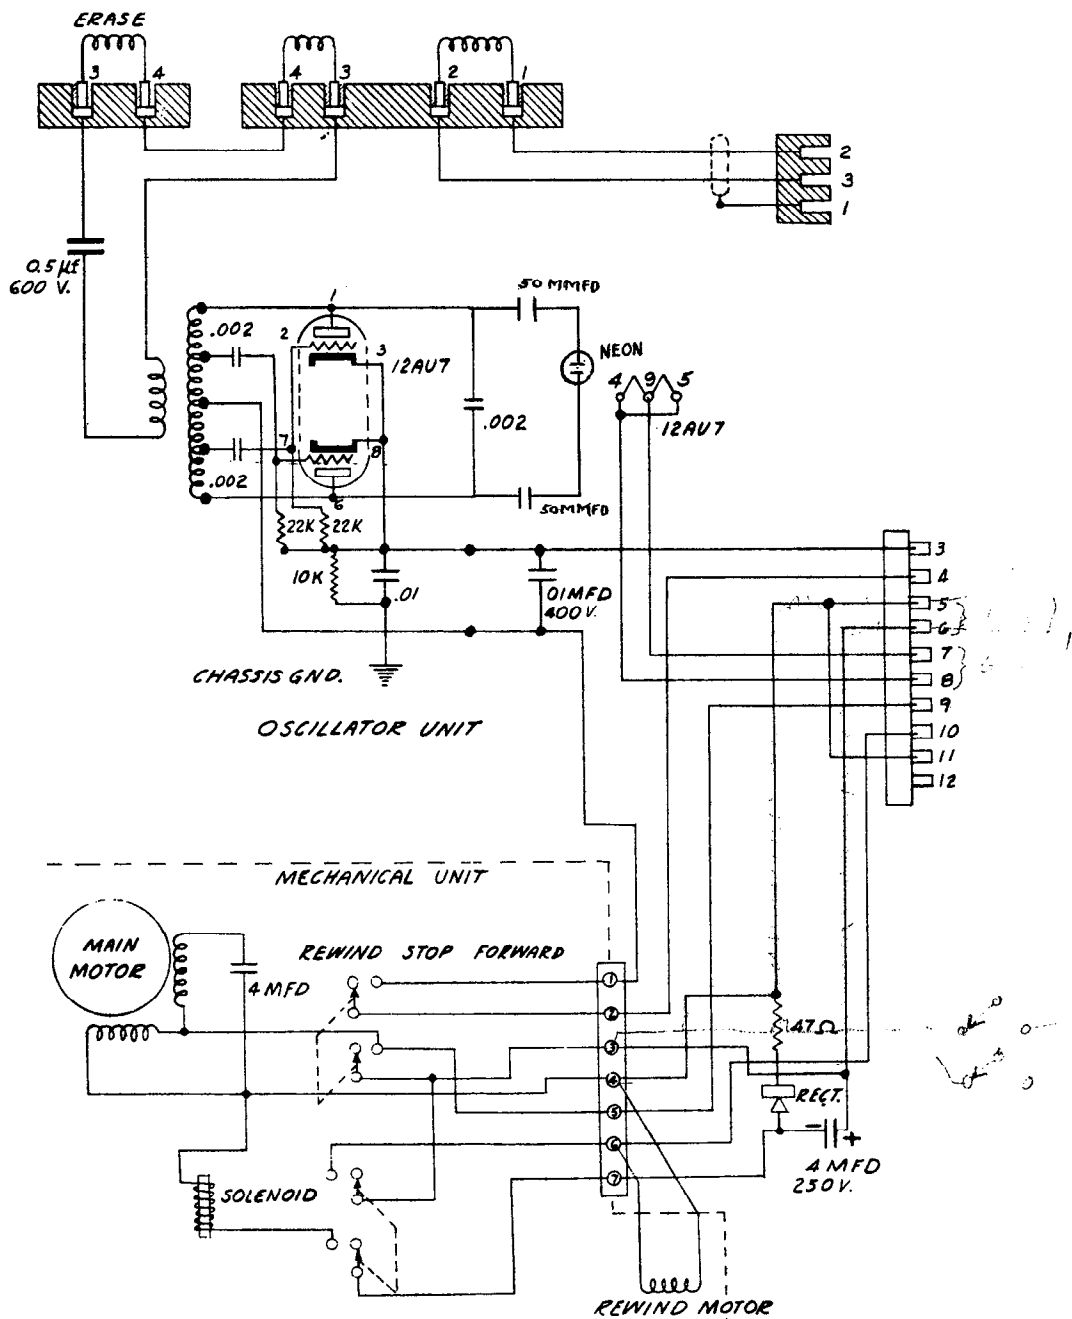 ERASE
3 4 4 3 2 1
2
3
1
0.5 µf
600 V.
50 MMFD
1
.002
2
3
12AU7
NEON
4 9 5
12AU7
.002
7
8
.002
6
50MMFD
22K 22K
10K
.01
.01MFD
400V.
3
4
5
6
7
8
9
10
11
12
CHASSIS GND.
OSCILLATOR UNIT
MECHANICAL UNIT
MAIN
MOTOR
4 MFD
REWIND STOP FORWARD
1
2
3
4
5
6
7
47Ω
RECT.
- +
4 MFD
250V.
SOLENOID
REWIND MOTOR